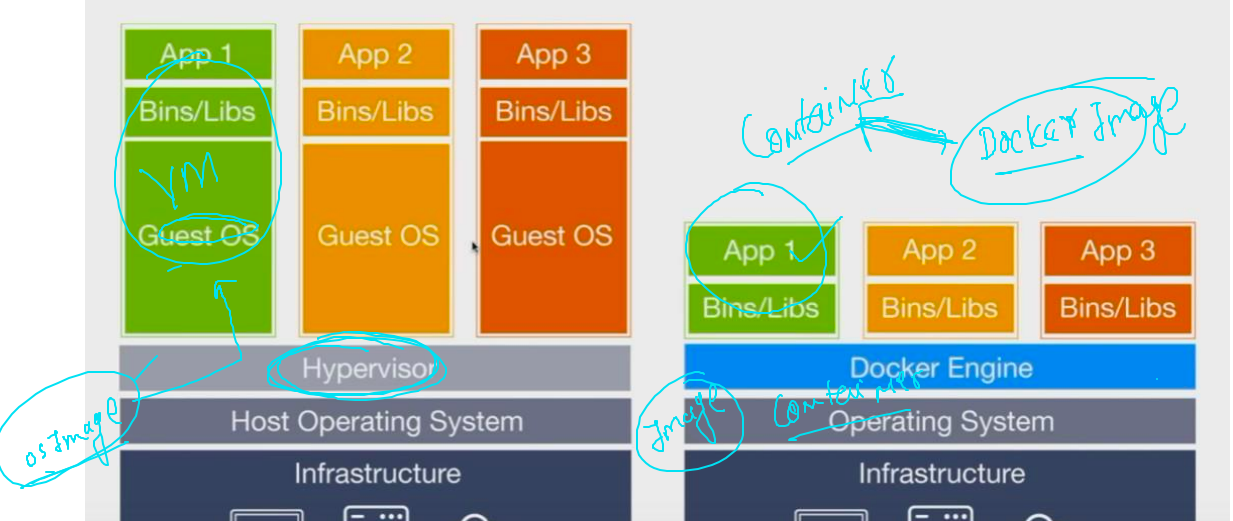 App 1
Bins/Libs
VM
Guest OS
App 2
Bins/Libs
Guest OS
App 3
Bins/Libs
Guest OS
Hypervisor
Host Operating System
Infrastructure
os Image
Container
Docker Image
App 1
Bins/Libs
App 2
Bins/Libs
App 3
Bins/Libs
Docker Engine
Image
Container
Operating System
Infrastructure